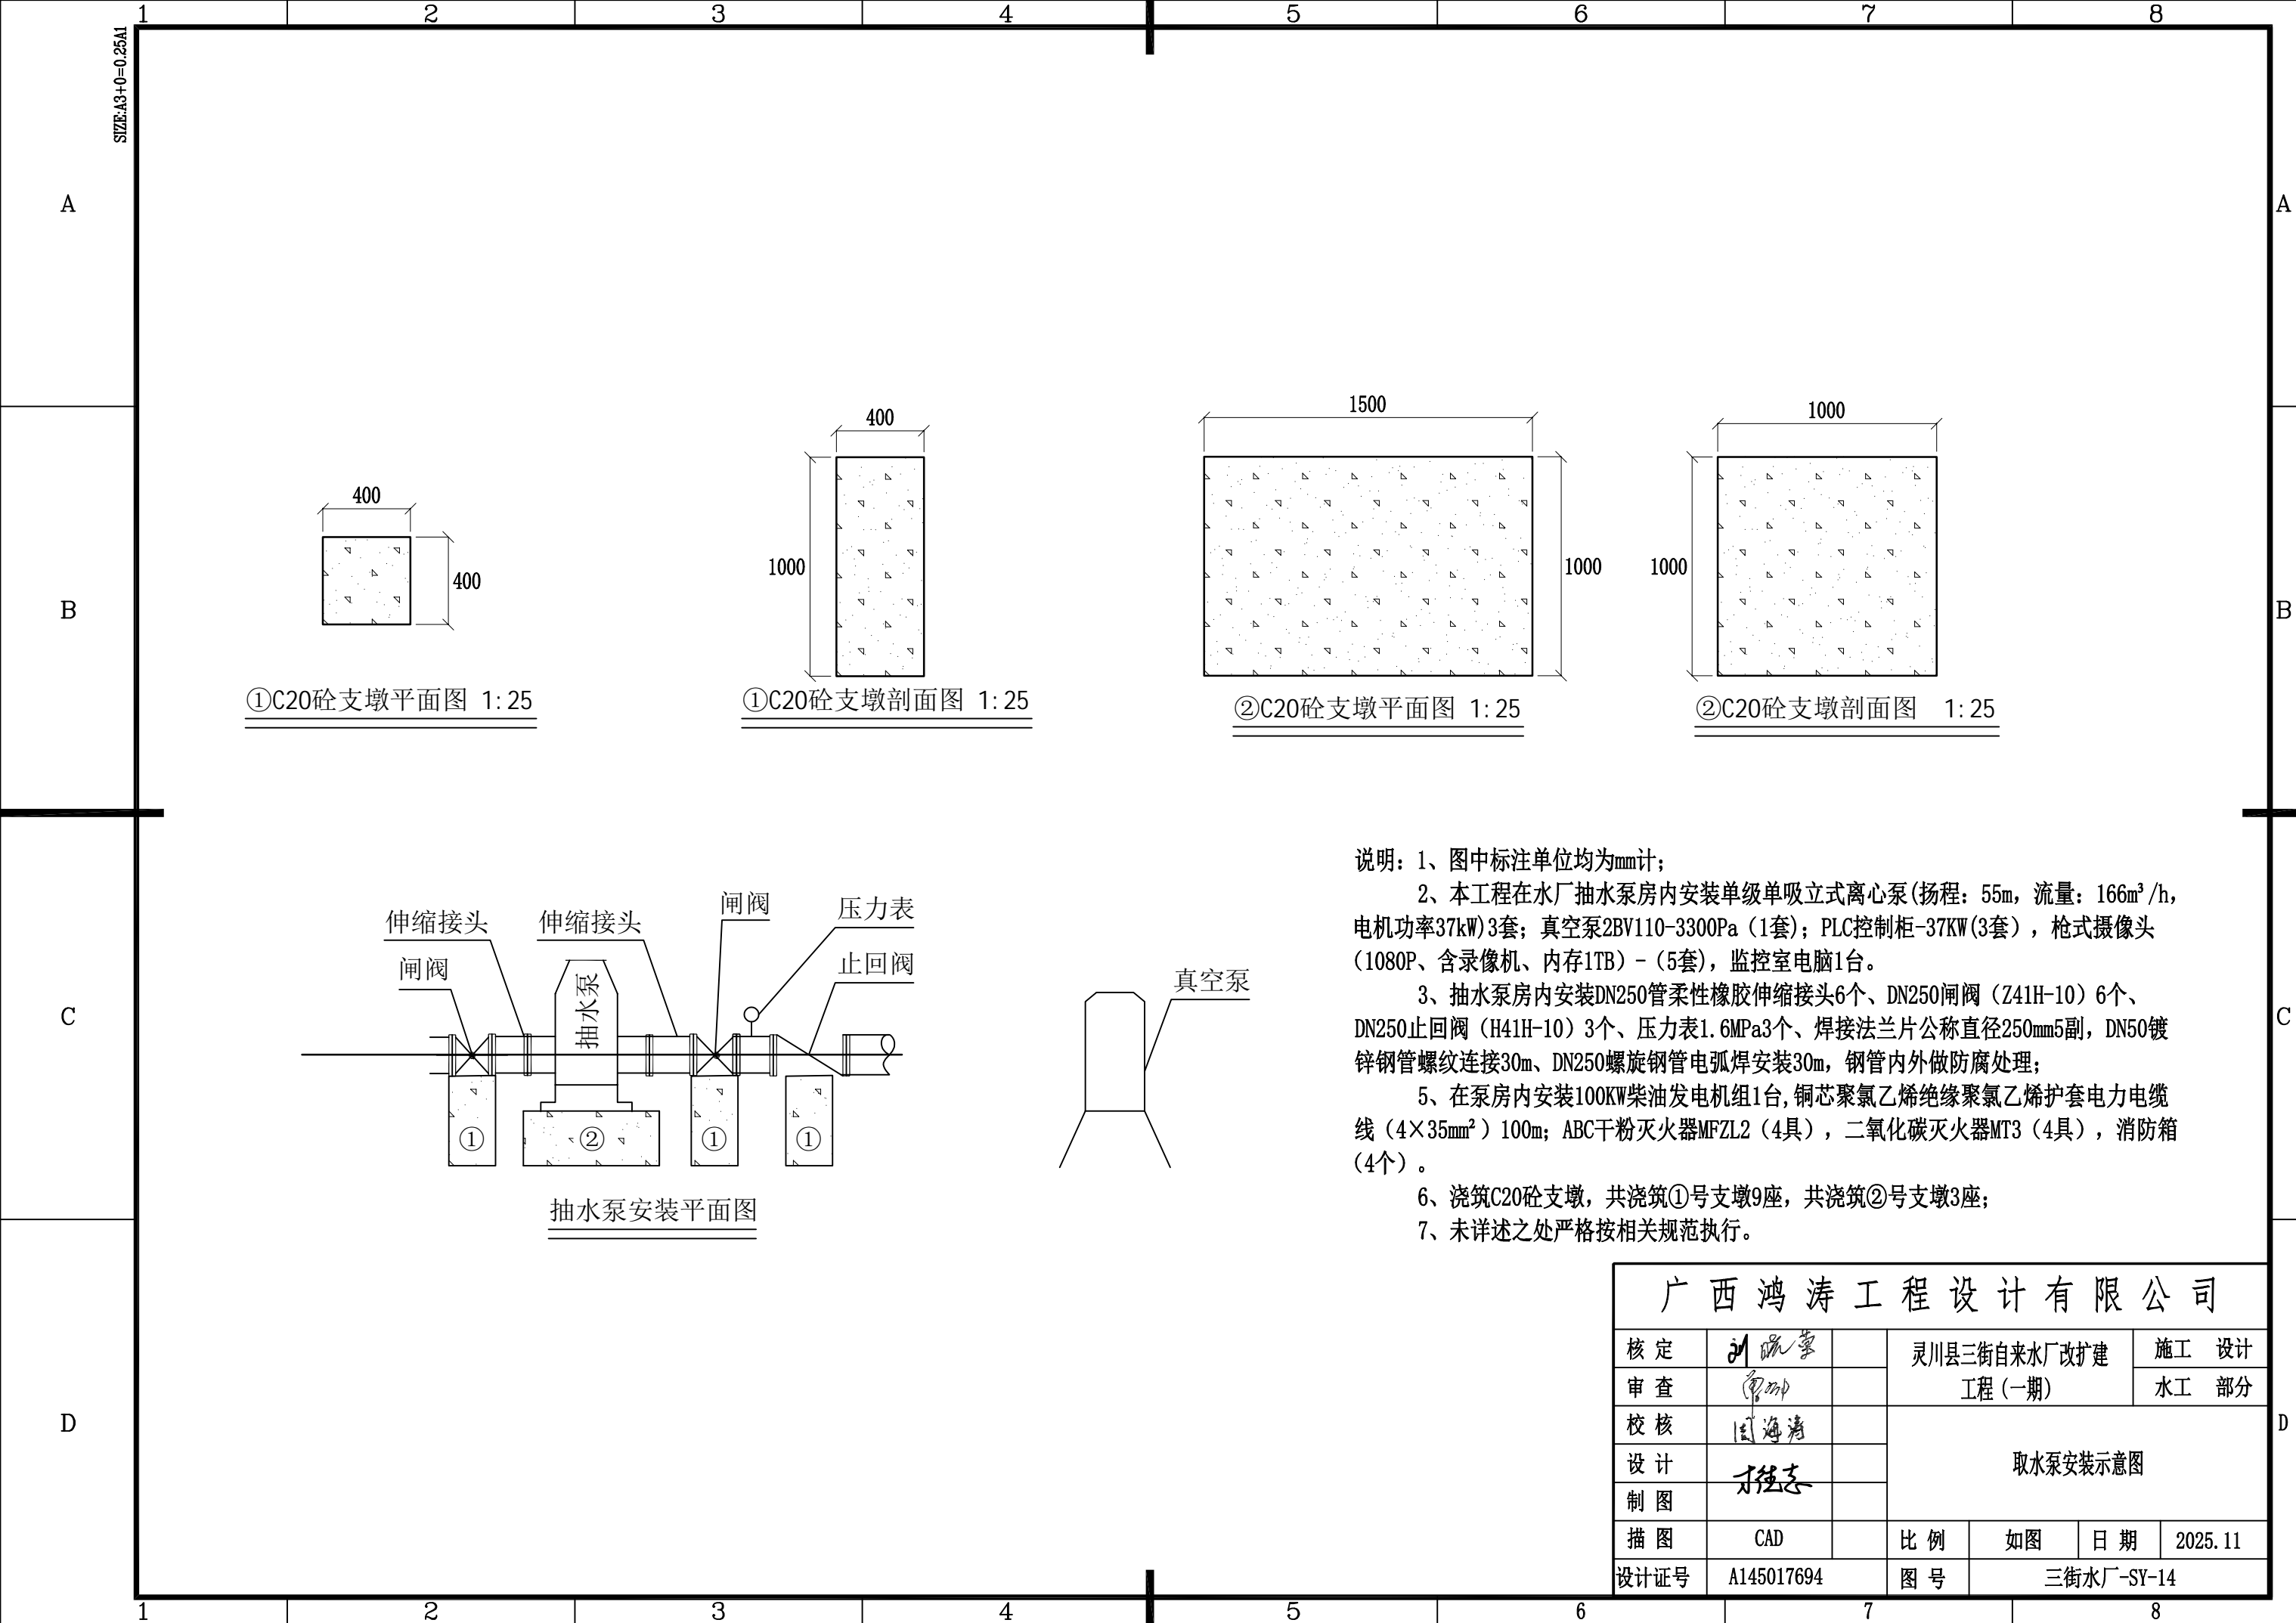 1 2 3 4 5 6 7 8
SIZE:A3+0=0.25A1
A A
B B
C C
D D
400
400
①C20砼支墩平面图 1:25
400
1000
①C20砼支墩剖面图 1:25
1500
1000
②C20砼支墩平面图 1:25
1000
1000
②C20砼支墩剖面图 1:25
伸缩接头
伸缩接头
闸阀
压力表
闸阀
止回阀
抽水泵
真空泵
① ② ① ①
抽水泵安装平面图
说明：1、图中标注单位均为mm计；
2、本工程在水厂抽水泵房内安装单级单吸立式离心泵(扬程：55m，流量：166m³/h，
电机功率37kW)3套；真空泵2BV110-3300Pa（1套)；PLC控制柜-37KW(3套），枪式摄像头
（1080P、含录像机、内存1TB）-（5套)，监控室电脑1台。
3、抽水泵房内安装DN250管柔性橡胶伸缩接头6个、DN250闸阀（Z41H-10）6个、
DN250止回阀（H41H-10）3个、压力表1.6MPa3个、焊接法兰片公称直径250mm5副，DN50镀
锌钢管螺纹连接30m、DN250螺旋钢管电弧焊安装30m，钢管内外做防腐处理；
5、在泵房内安装100KW柴油发电机组1台,铜芯聚氯乙烯绝缘聚氯乙烯护套电力电缆
线（4×35mm²）100m；ABC干粉灭火器MFZL2（4具），二氧化碳灭火器MT3（4具），消防箱
（4个）。
6、浇筑C20砼支墩，共浇筑①号支墩9座，共浇筑②号支墩3座；
7、未详述之处严格按相关规范执行。
广西鸿涛工程设计有限公司
核定 灵川县三街自来水厂改扩建 施工 设计
审查 工程(一期) 水工 部分
校核 周海涛
设计 取水泵安装示意图
制图
描图 CAD 比例 如图 日期 2025.11
设计证号 A145017694 图号 三街水厂-SY-14
1 2 3 4 5 6 7 8